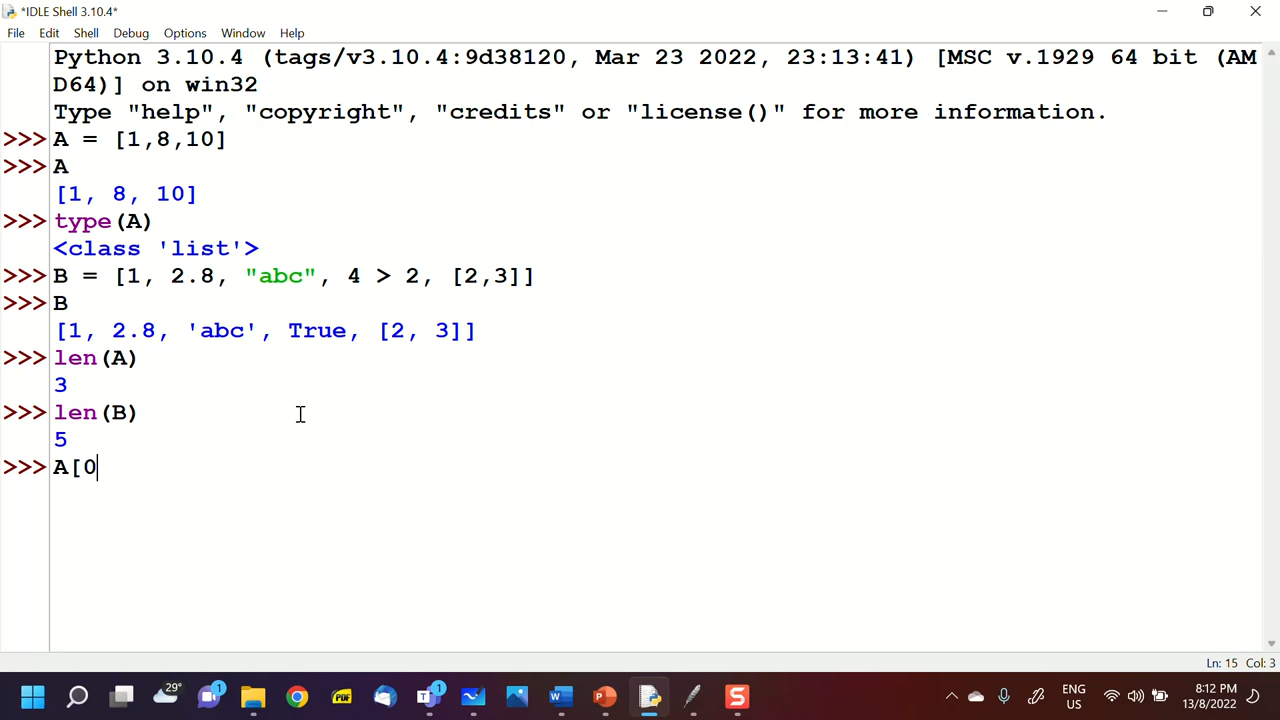 *IDLE Shell 3.10.4*
File Edit Shell Debug Options Window Help
Python 3.10.4 (tags/v3.10.4:9d38120, Mar 23 2022, 23:13:41) [MSC v.1929 64 bit (AM
D64)] on win32
Type "help", "copyright", "credits" or "license()" for more information.
>>> A = [1,8,10]
>>> A
[1, 8, 10]
>>> type(A)
<class 'list'>
>>> B = [1, 2.8, "abc", 4 > 2, [2,3]]
>>> B
[1, 2.8, 'abc', True, [2, 3]]
>>> len(A)
3
>>> len(B)
5
>>> A[0
Ln: 15 Col: 3
29° 1 PDF T 1 W P S ENG 8:12 PM
US 13/8/2022